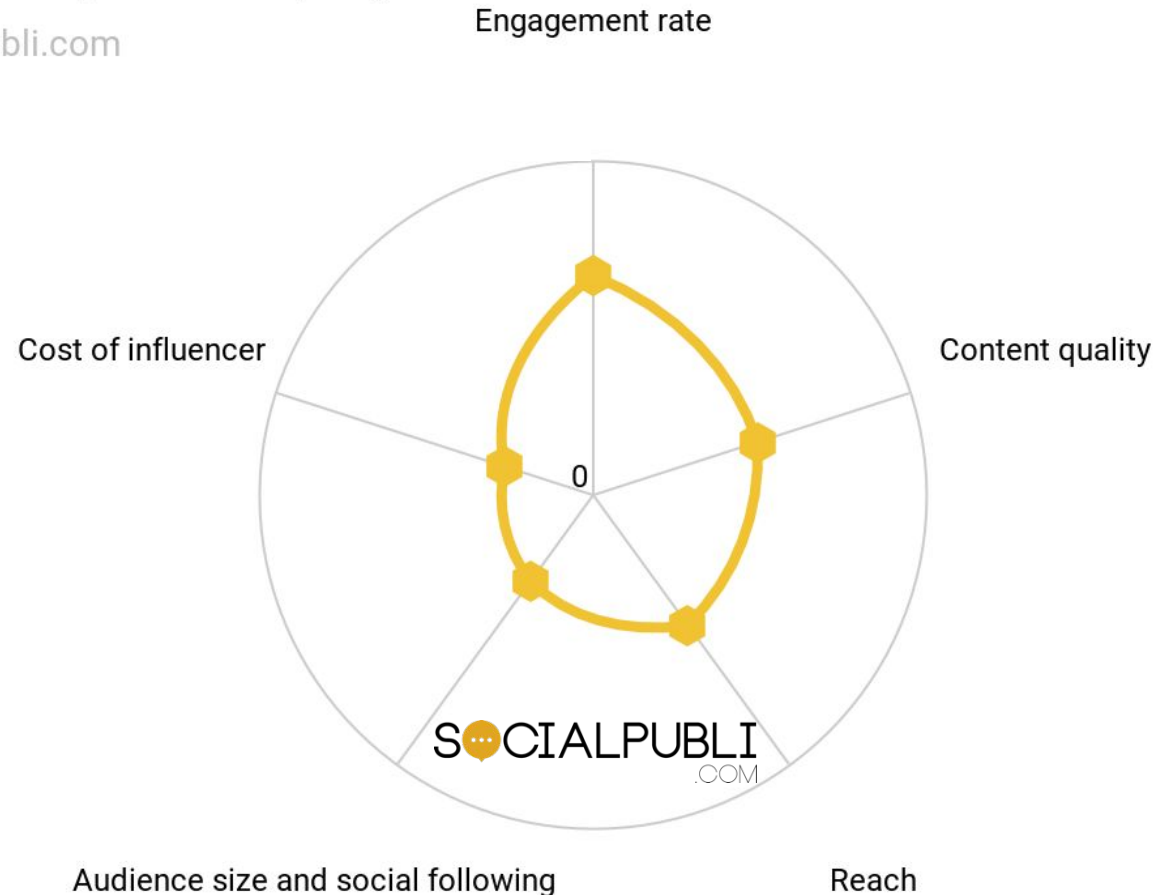 Engagement rate
bli.com
Cost of influencer
Content quality
0
SOCIALPUBLI
.COM
Audience size and social following
Reach